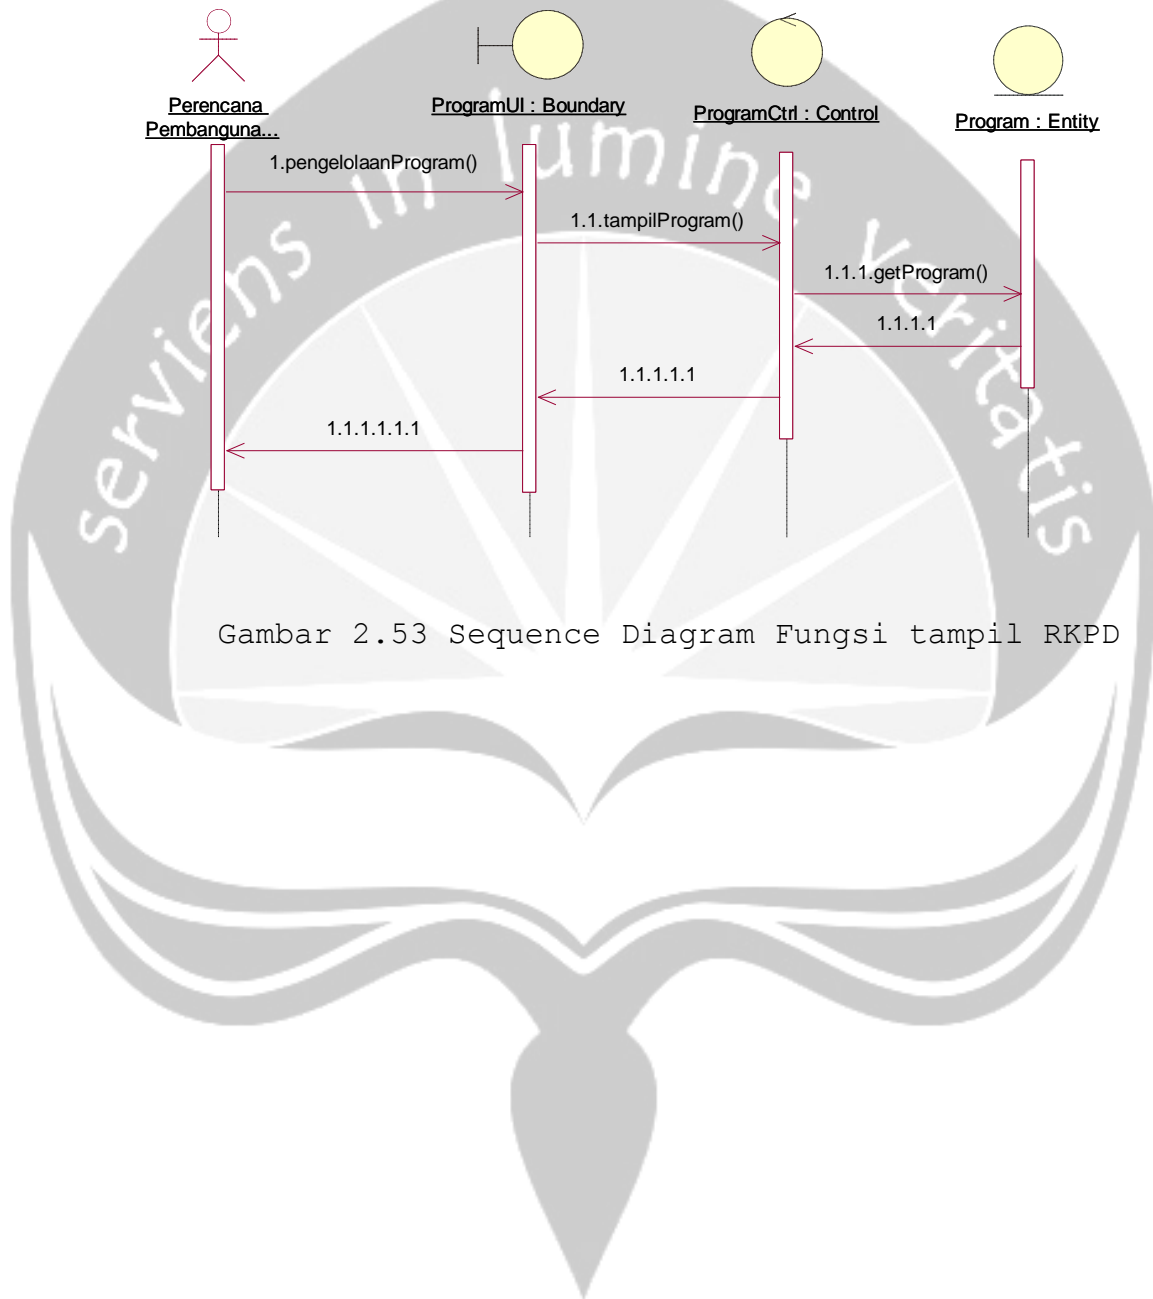 Perencana
Pembanguna...
ProgramUI : Boundary
ProgramCtrl : Control
Program : Entity
1.pengelolaanProgram()
1.1.tampilProgram()
1.1.1.getProgram()
1.1.1.1
1.1.1.1.1
1.1.1.1.1.1
serviens in lumine veritatis
Gambar 2.53 Sequence Diagram Fungsi tampil RKPD